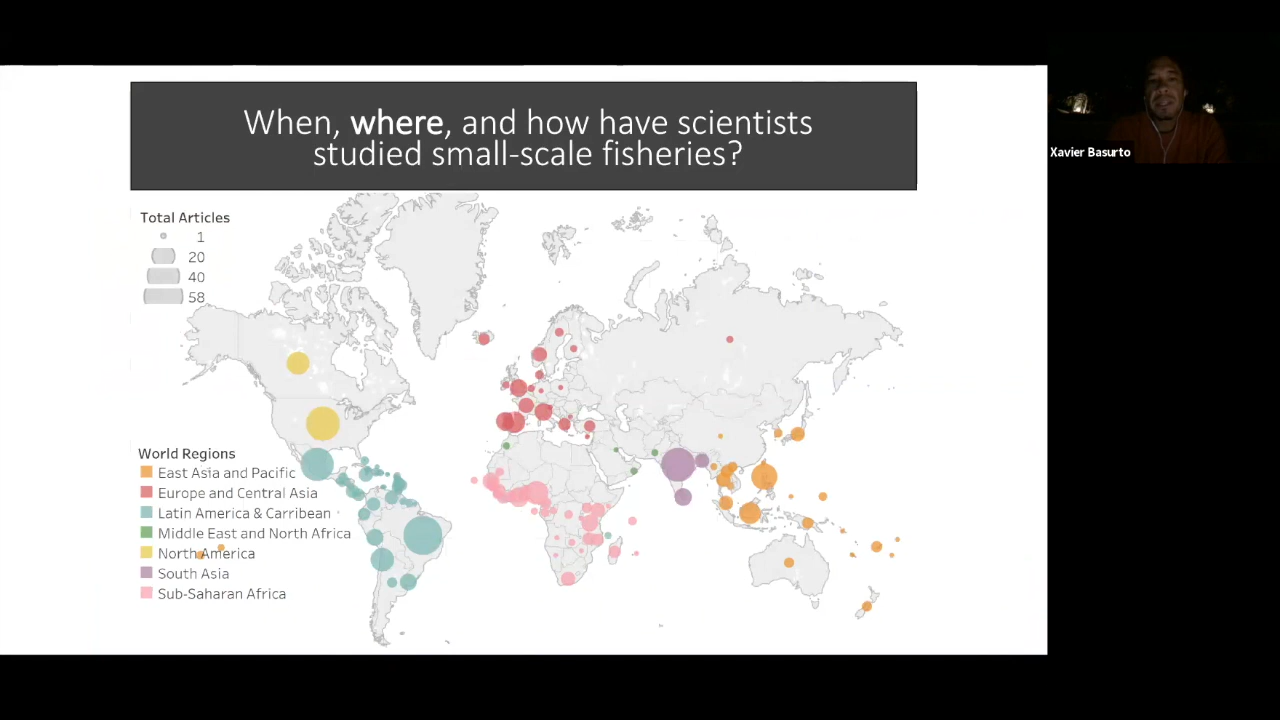 When, where, and how have scientists
studied small-scale fisheries?
Xavier Basurto
Total Articles
1
20
40
58
World Regions
East Asia and Pacific
Europe and Central Asia
Latin America & Carribean
Middle East and North Africa
North America
South Asia
Sub-Saharan Africa